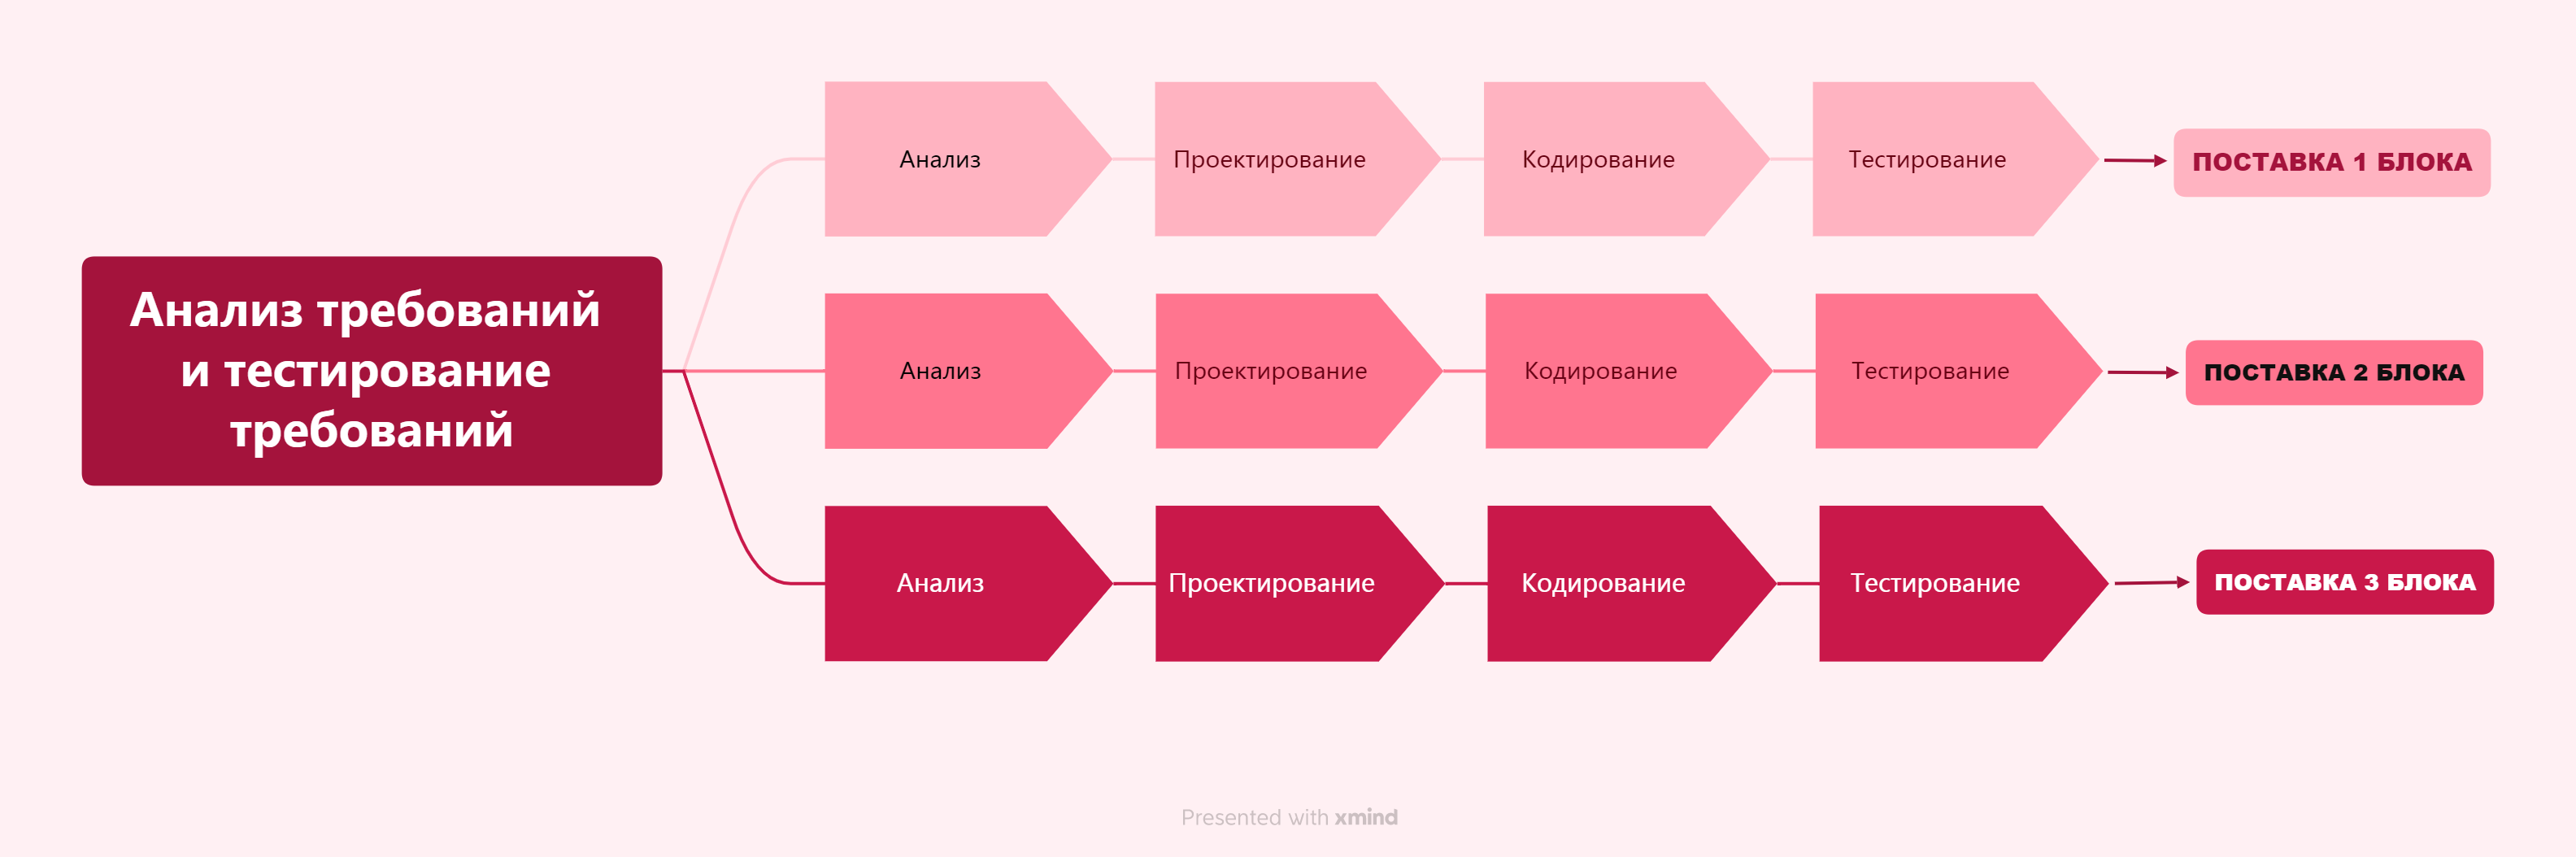 Анализ требований
и тестирование
требований
Анализ
Проектирование
Кодирование
Тестирование
ПОСТАВКА 1 БЛОКА
Анализ
Проектирование
Кодирование
Тестирование
ПОСТАВКА 2 БЛОКА
Анализ
Проектирование
Кодирование
Тестирование
ПОСТАВКА 3 БЛОКА
Presented with xmind